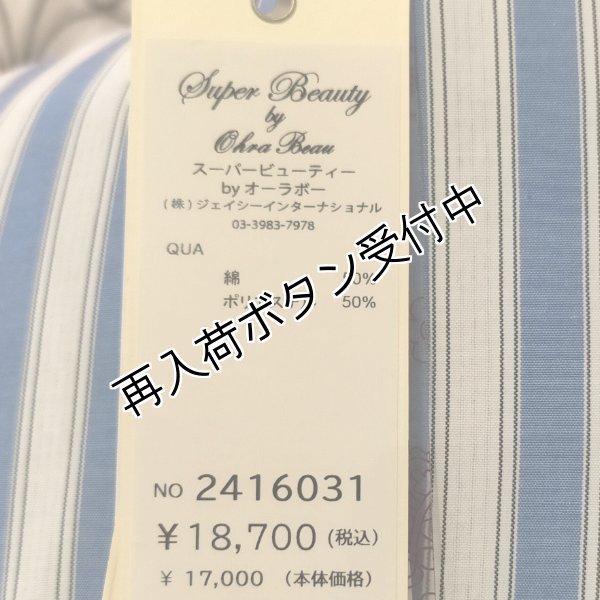 Super Beauty
by
Ohra Beau
スーパービューティー
by オーラボー
(株)ジェイシーインターナショナル
03-3983-7978
QUA
綿
50%
再入荷ボタン受付中
NO 2416031
¥18,700 (税込)
¥ 17,000 (本体価格)